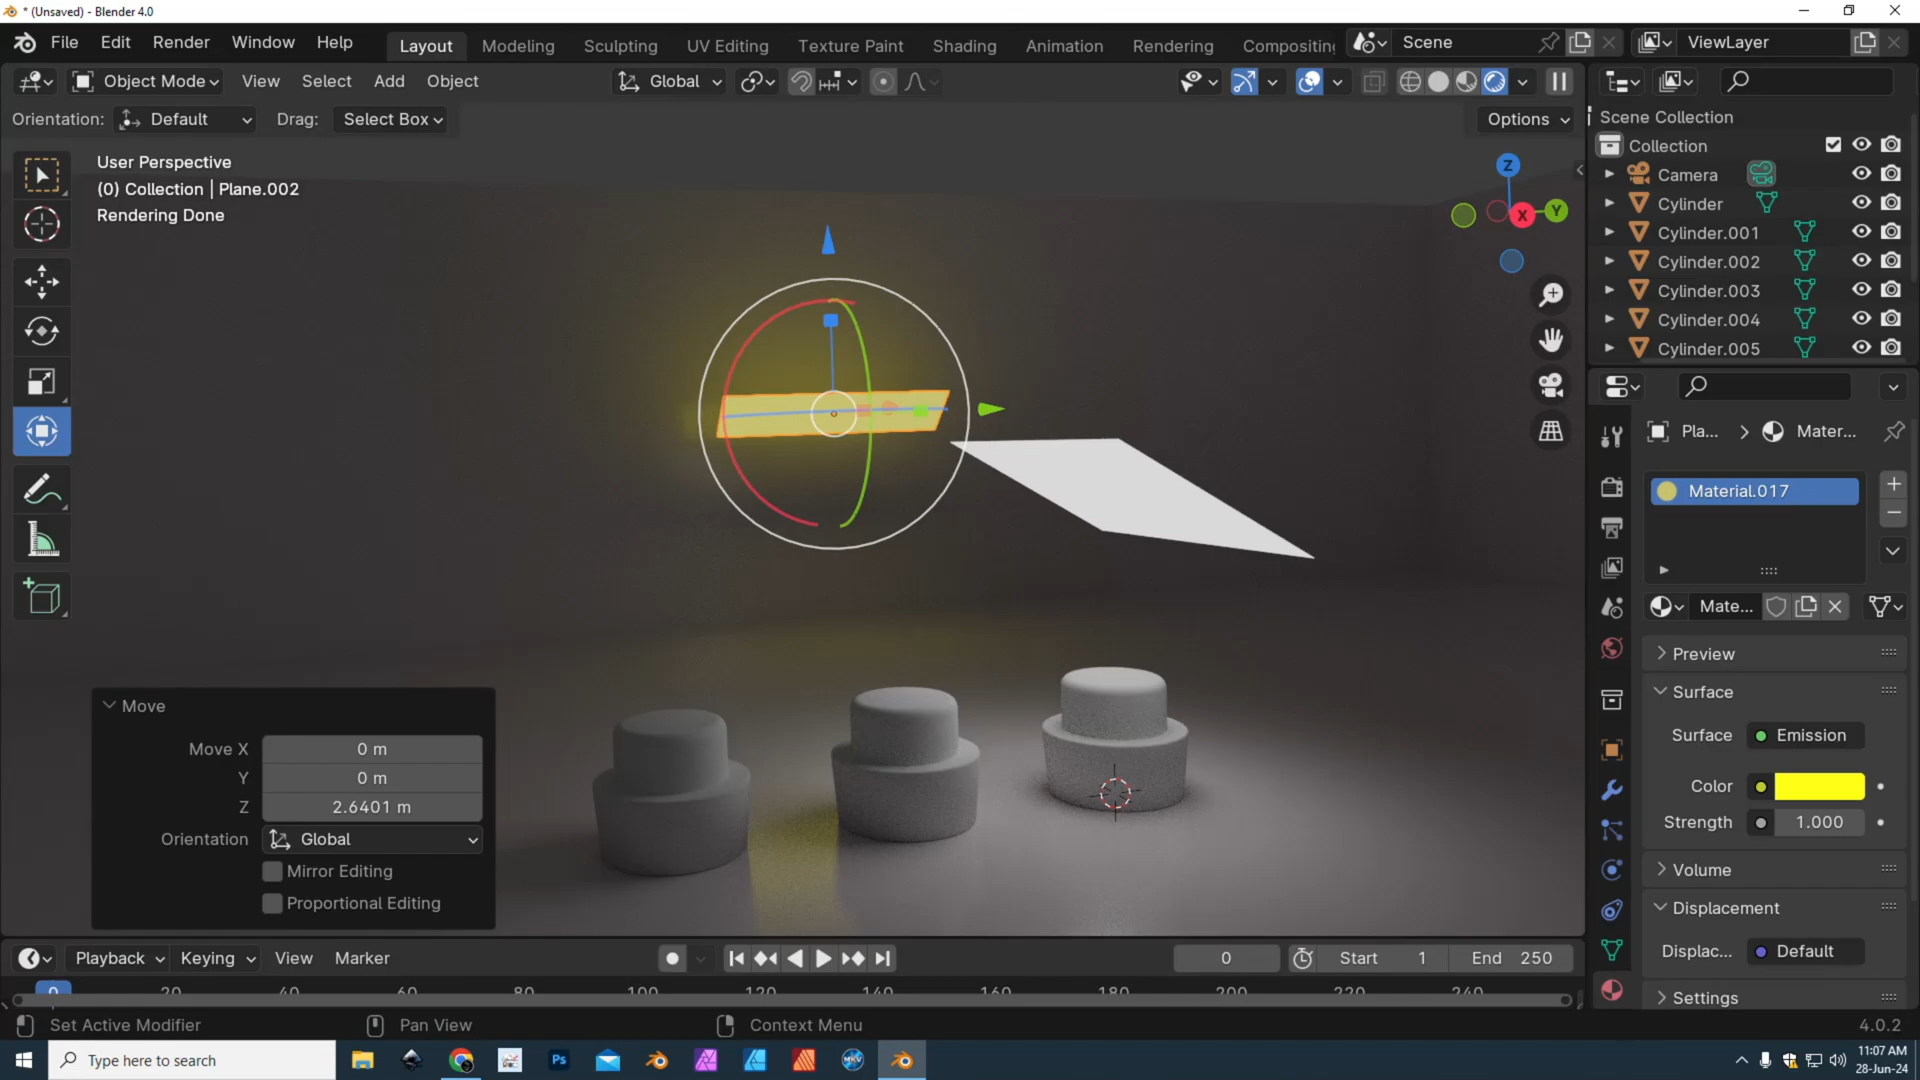 * (Unsaved) - Blender 4.0
File Edit Render Window Help
Layout Modeling Sculpting UV Editing Texture Paint Shading Animation Rendering Compositing
Scene
ViewLayer
Object Mode View Select Add Object
Global
Orientation: Default Drag: Select Box
Options
User Perspective
(0) Collection | Plane.002
Rendering Done
Z
X
Y
Scene Collection
Collection
Camera
Cylinder
Cylinder.001
Cylinder.002
Cylinder.003
Cylinder.004
Cylinder.005
Pla... > Mater...
Material.017
Mate...
Preview
Surface
Surface Emission
Color
Strength 1.000
Volume
Displacement
Displac... Default
Settings
Move
Move X 0 m
Y 0 m
Z 2.6401 m
Orientation Global
Mirror Editing
Proportional Editing
Playback Keying View Marker
0
Start 1
End 250
0 20 40 60 80 100 120 140 160 180 200 220 240
Set Active Modifier
Pan View
Context Menu
4.0.2
Type here to search
Ps
MKV
11:07 AM
28-Jun-24